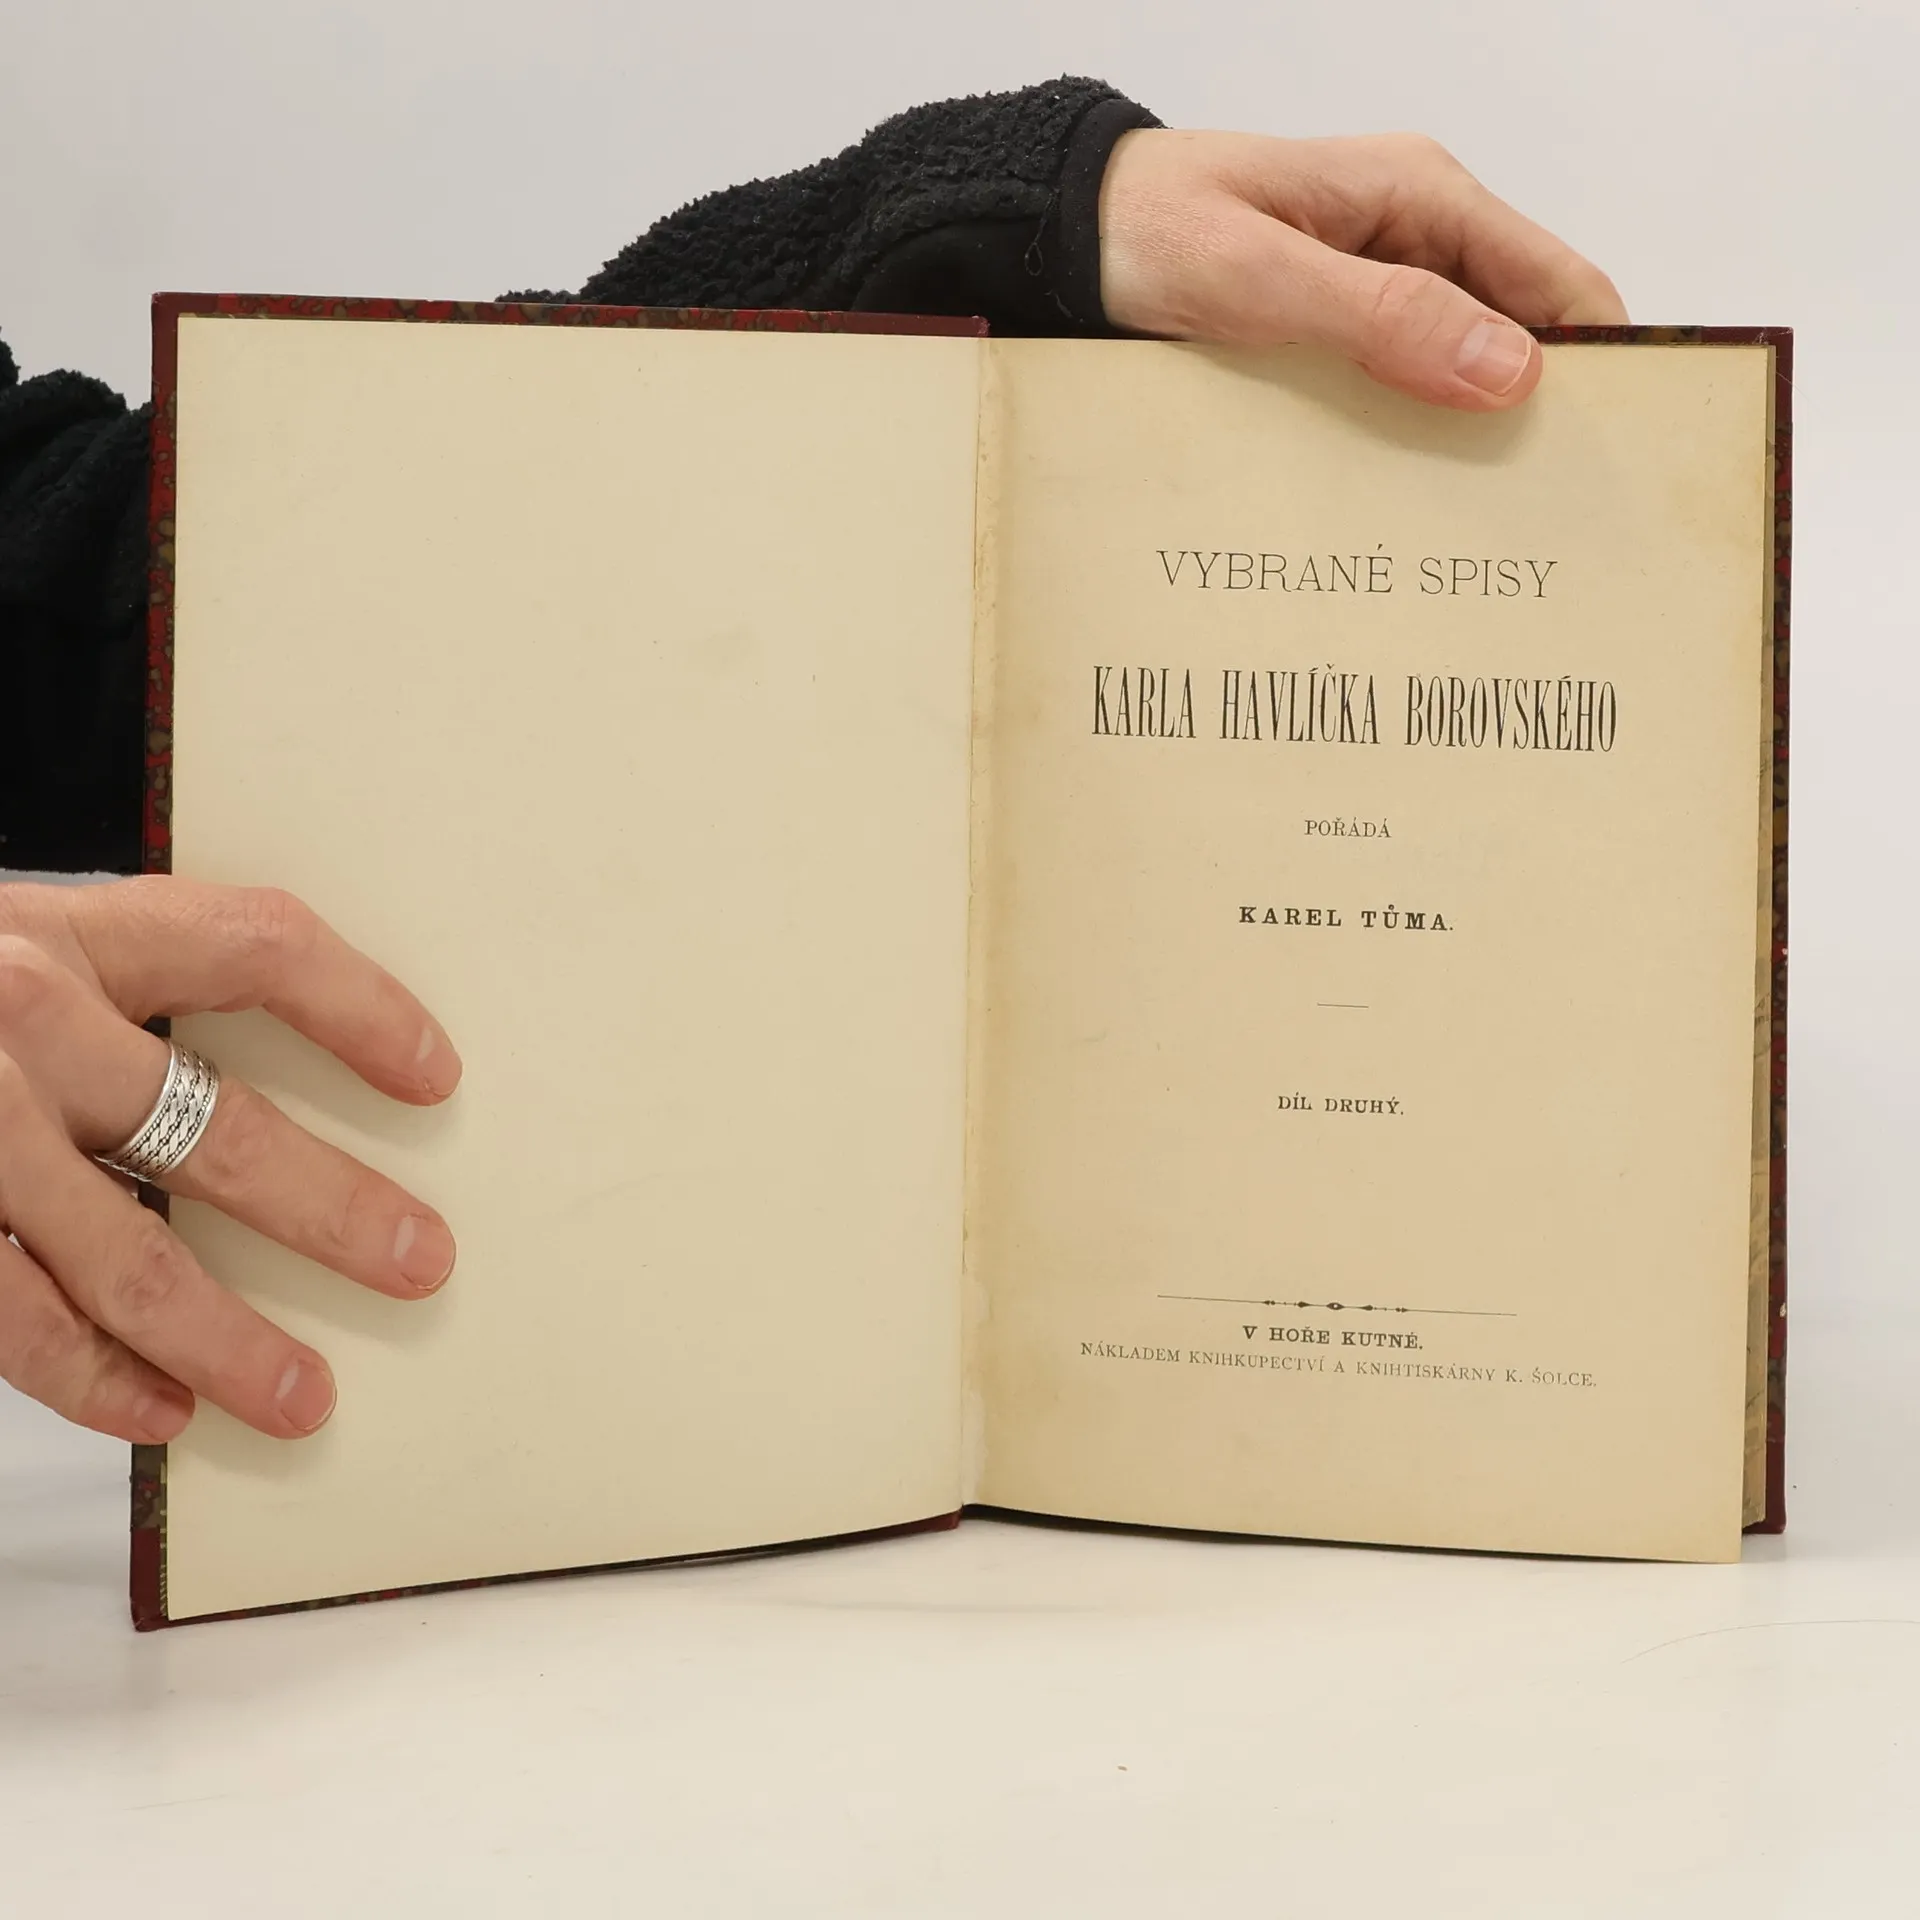 VYBRANÉ SPISY
KARLA HAVLÍČKA BOROVSKÉHO
POŘÁDÁ
KAREL TŮMA.
DÍL DRUHÝ.
V HOŘE KUTNÉ.
NÁKLADEM KNIHKUPECTVÍ A KNIHTISKÁRNY K. ŠOLCE.